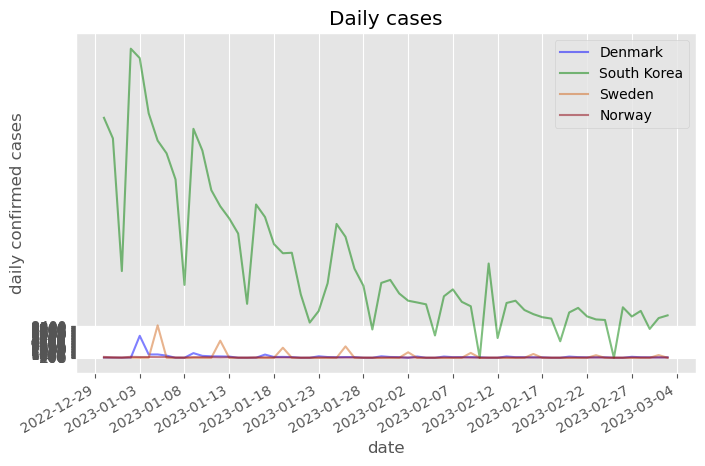 Daily cases
Denmark
South Korea
Sweden
Norway
daily confirmed cases
2022-12-29
2023-01-03
2023-01-08
2023-01-13
2023-01-18
2023-01-23
2023-01-28
2023-02-02
2023-02-07
2023-02-12
2023-02-17
2023-02-22
2023-02-27
2023-03-04
date